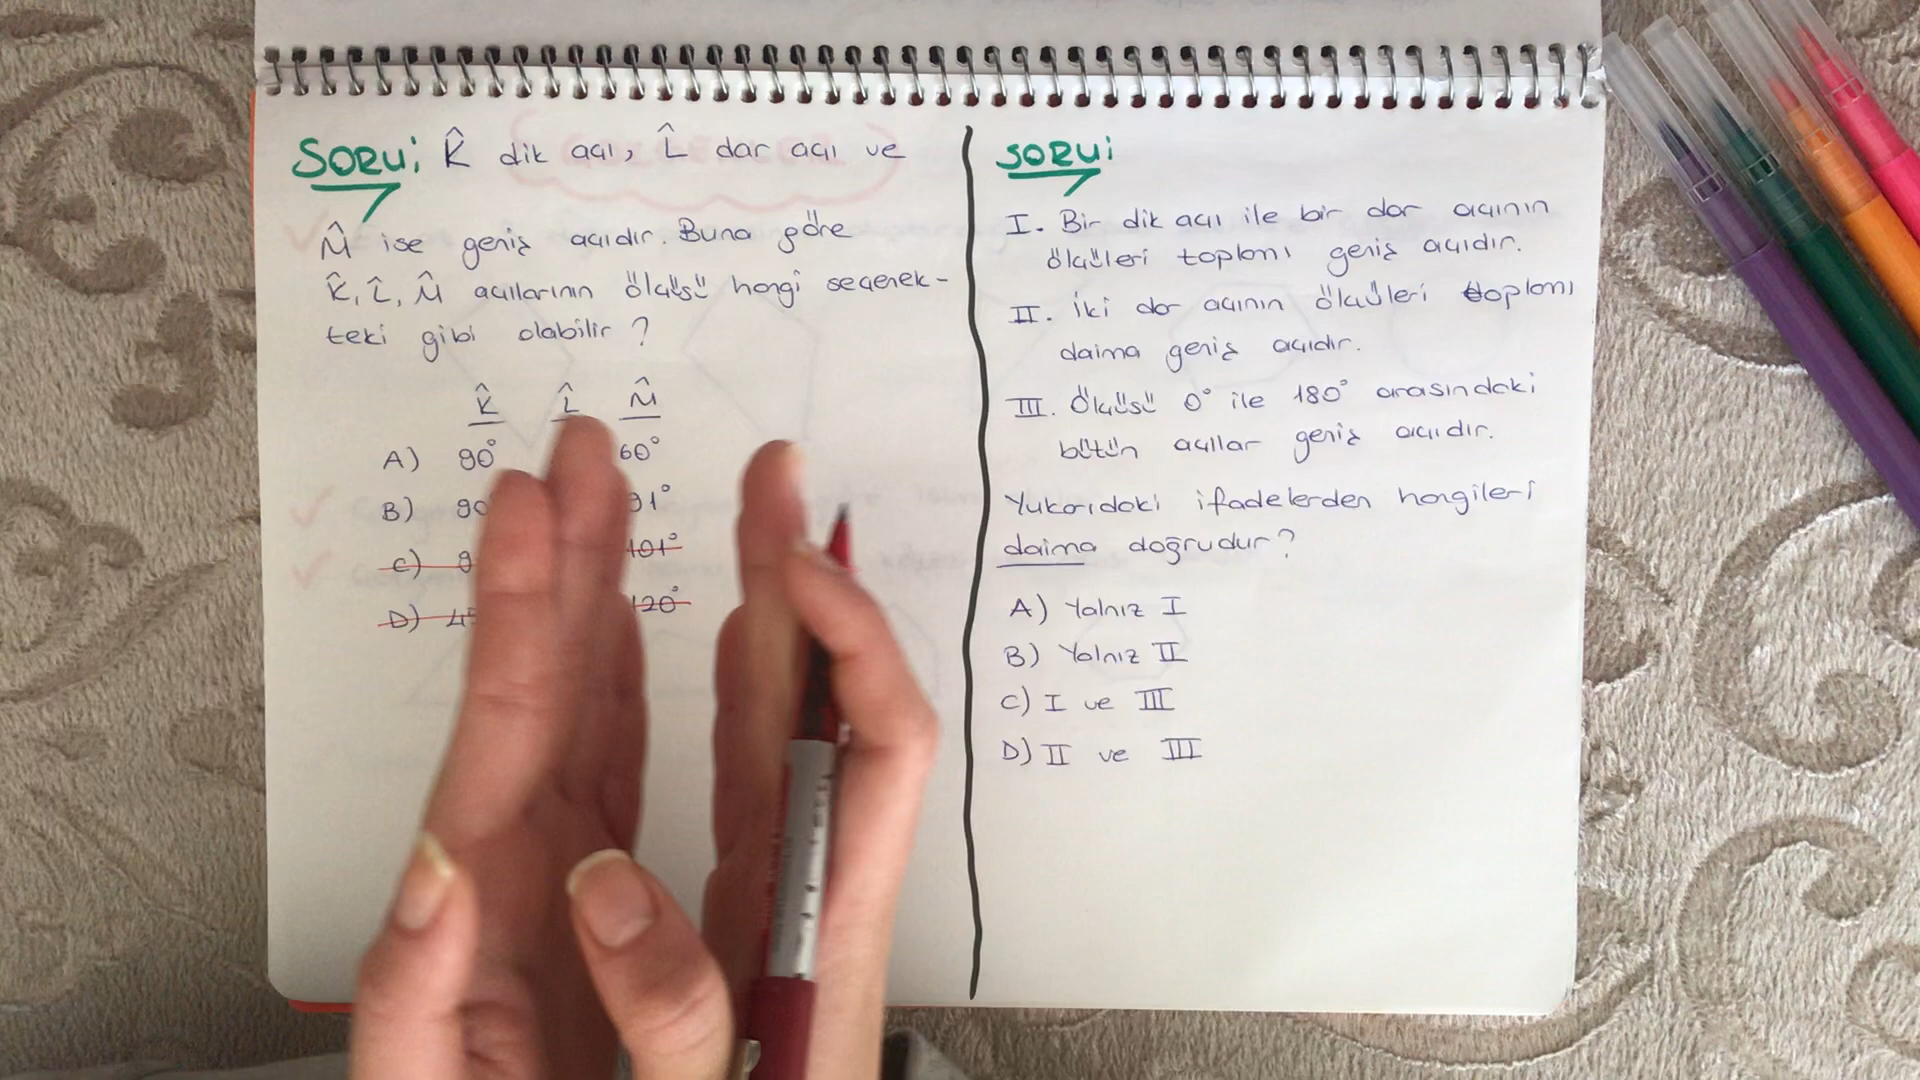 SORU: K̂ dik açı, L̂ dar açı ve
M̂ ise geniş açıdır. Buna göre
K̂, L̂, M̂ açılarının ölçüsü hangi seçenek-
teki gibi olabilir?
K̂ L̂ M̂
A) 90° 60°
B) 90 91°
C) 101°
D) 120°
SORU:
I. Bir dik açı ile bir dar açının
ölçüleri toplamı geniş açıdır.
II. İki dar açının ölçüleri toplamı
daima geniş açıdır.
III. Ölçüsü 0° ile 180° arasındaki
bütün açılar geniş açıdır.
Yukarıdaki ifadelerden hangileri
daima doğrudur?
A) Yalnız I
B) Yalnız II
C) I ve III
D) II ve III